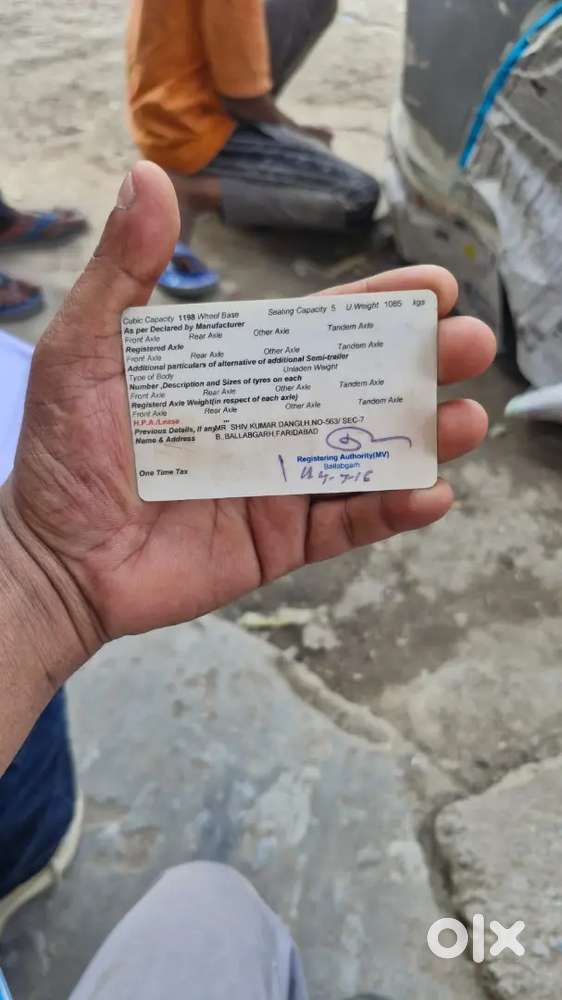 Cubic Capacity 1198 Wheel Base Seating Capacity 5 U.Weight 1085 kgs
As per Declared by Manufacturer
Front Axle Rear Axle Other Axle Tandem Axle
Registered Axle
Front Axle Rear Axle Other Axle Tandem Axle
Additional particulars of alternative of additional Semi-trailer
Type of Body Unladen Weight
Number ,Description and Sizes of tyres on each
Front Axle Rear Axle Other Axle Tandem Axle
Registerd Axle Weight(in respect of each axle)
Front Axle Rear Axle Other Axle Tandem Axle
H.P.A./Lease ***
Previous Details, If any MR SHIV KUMAR DANGI,H.NO-563/ SEC-7
Name & Address B. BALLABGARH,FARIDABAD
Registering Authority(MV)
Ballabgarh
One Time Tax
olx